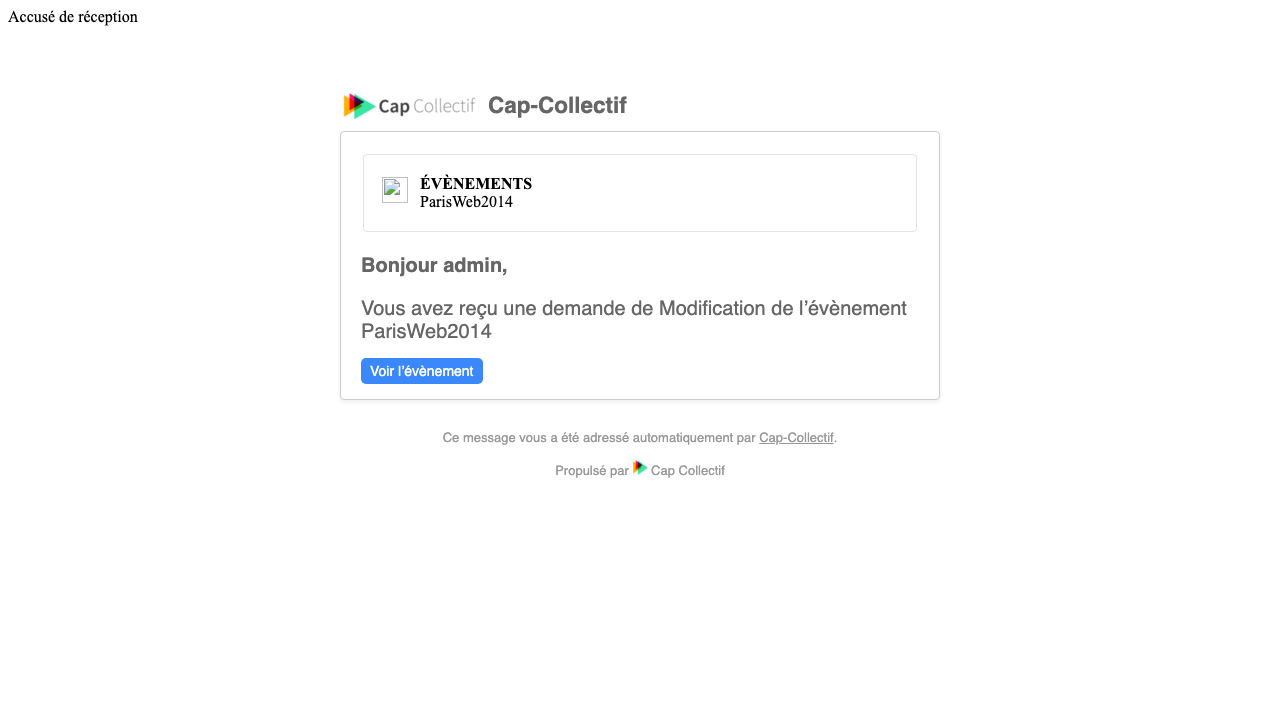 Accusé de réception
Cap Collectif Cap-Collectif
ÉVÈNEMENTS
ParisWeb2014
Bonjour admin,
Vous avez reçu une demande de Modification de l’évènement
ParisWeb2014
Voir l’évènement
Ce message vous a été adressé automatiquement par Cap-Collectif.
Propulsé par Cap Collectif